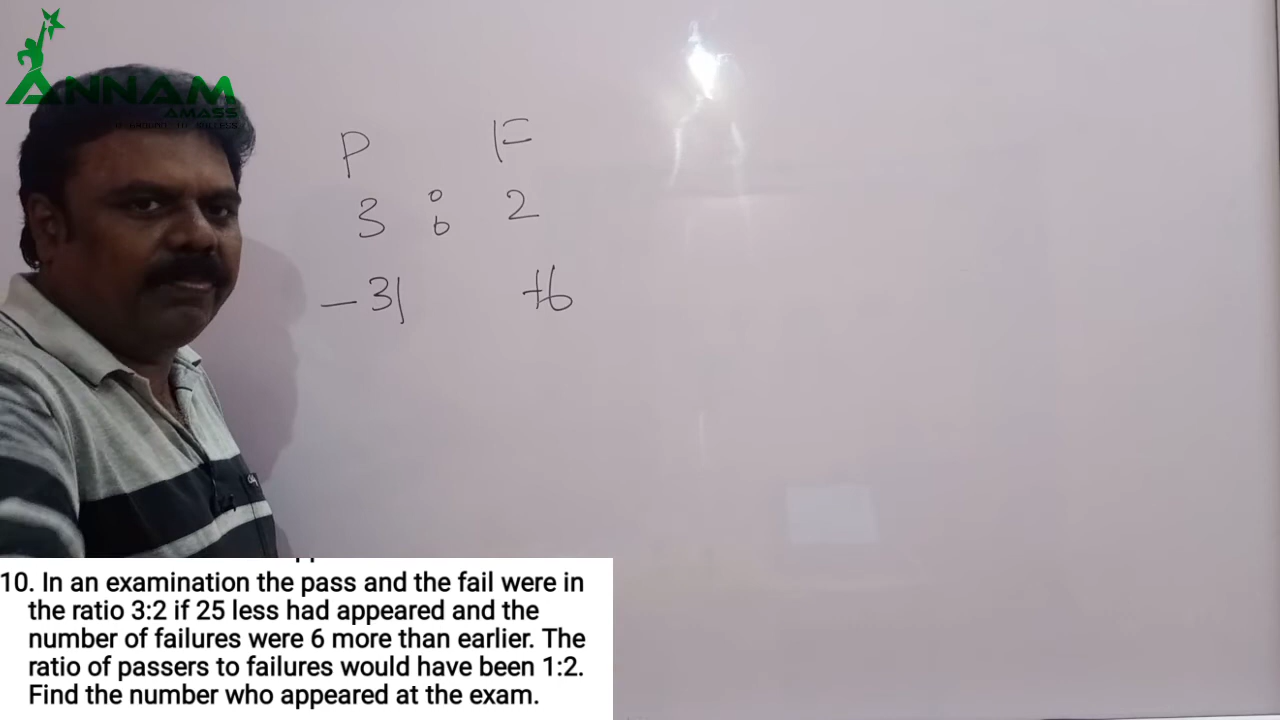 ANNAM
AMASS
P F
3 : 2
- 31 +6
10. In an examination the pass and the fail were in
the ratio 3:2 if 25 less had appeared and the
number of failures were 6 more than earlier. The
ratio of passers to failures would have been 1:2.
Find the number who appeared at the exam.